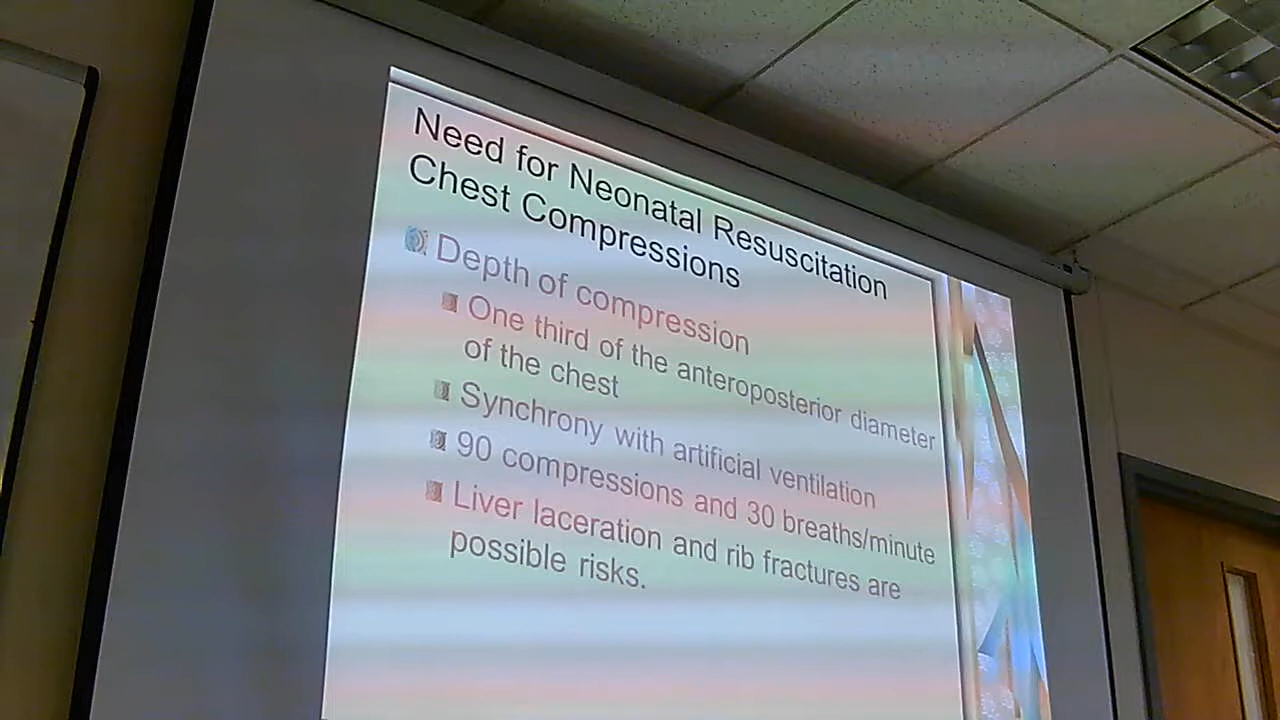 Need for Neonatal Resuscitation
Chest Compressions
Depth of compression
One third of the anteroposterior diameter
of the chest
Synchrony with artificial ventilation
90 compressions and 30 breaths/minute
Liver laceration and rib fractures are
possible risks.